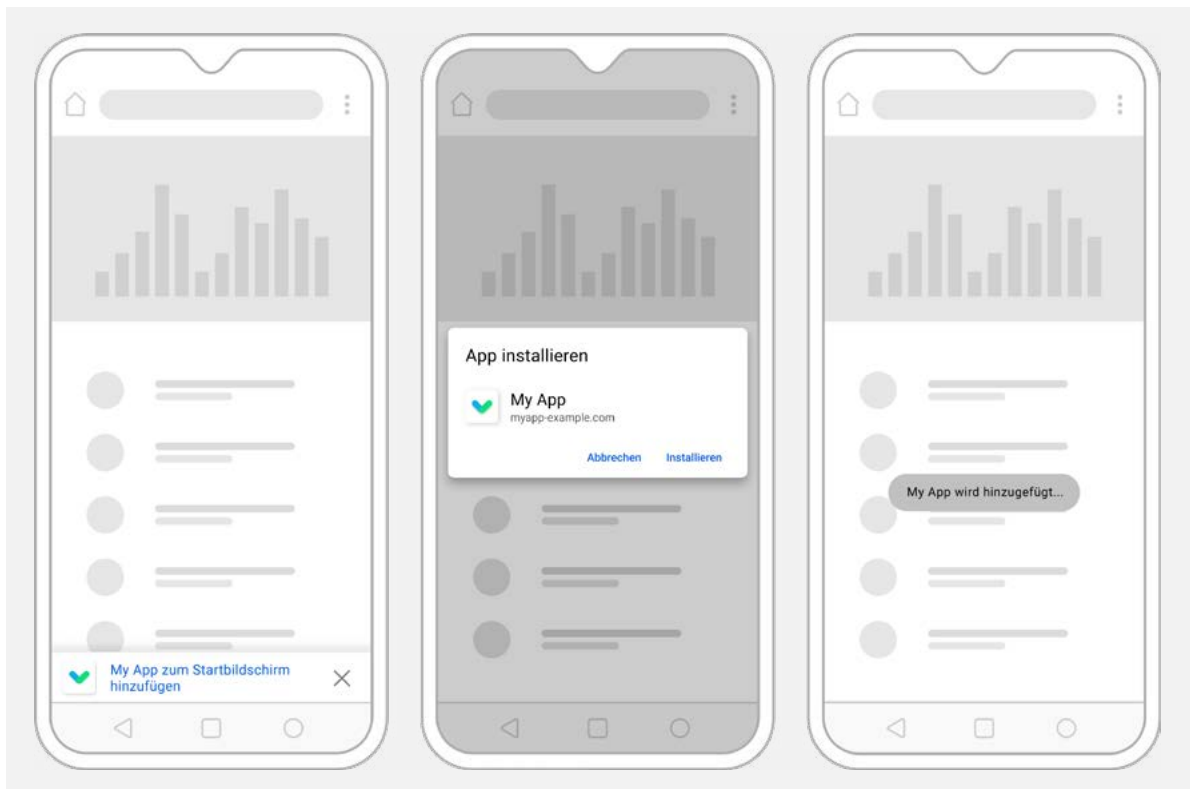 My App zum Startbildschirm
hinzufügen
App installieren
My App
myapp-example.com
Abbrechen Installieren
My App wird hinzugefügt...